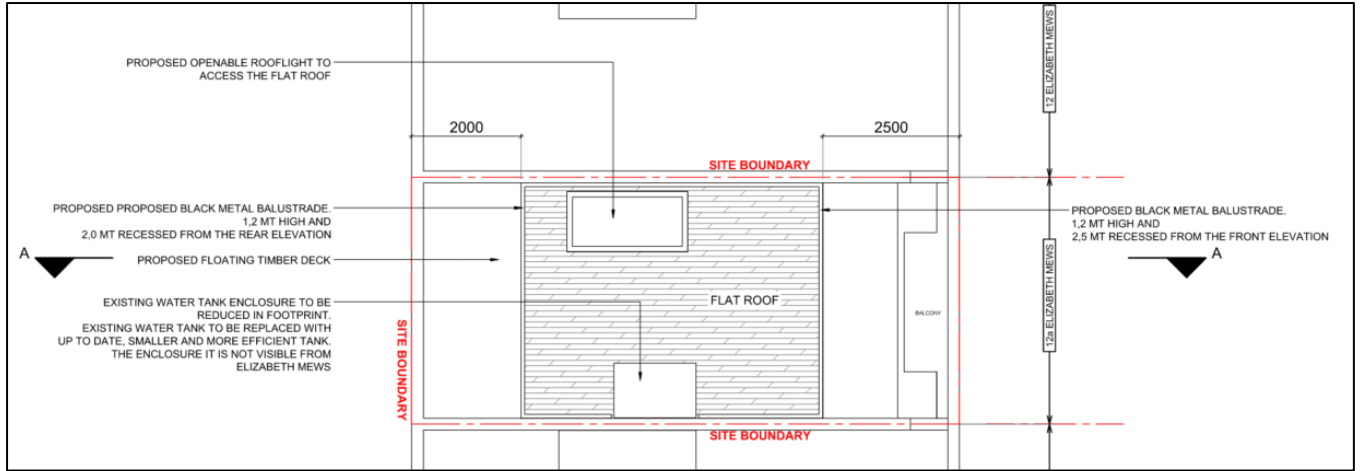 PROPOSED OPENABLE ROOFLIGHT TO
ACCESS THE FLAT ROOF
12 ELIZABETH MEWS
2000
2500
SITE BOUNDARY
PROPOSED PROPOSED BLACK METAL BALUSTRADE.
1,2 MT HIGH AND
2,0 MT RECESSED FROM THE REAR ELEVATION
PROPOSED BLACK METAL BALUSTRADE.
1,2 MT HIGH AND
2,5 MT RECESSED FROM THE FRONT ELEVATION
A
PROPOSED FLOATING TIMBER DECK
A
EXISTING WATER TANK ENCLOSURE TO BE
REDUCED IN FOOTPRINT.
EXISTING WATER TANK TO BE REPLACED WITH
UP TO DATE, SMALLER AND MORE EFFICIENT TANK.
THE ENCLOSURE IT IS NOT VISIBLE FROM
ELIZABETH MEWS
SITE BOUNDARY
FLAT ROOF
BALCONY
12a ELIZABETH MEWS
SITE BOUNDARY